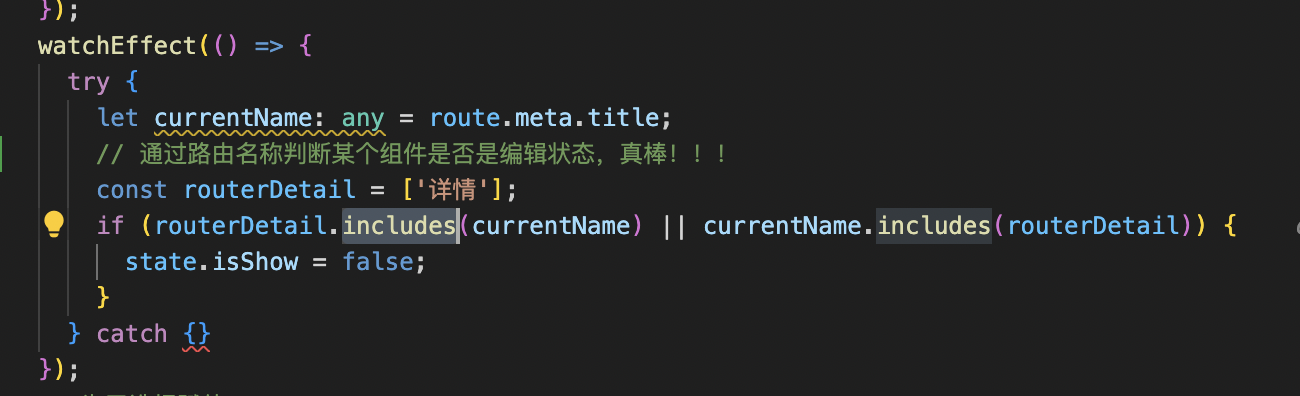 });
watchEffect(() => {
try {
let currentName: any = route.meta.title;
// 通过路由名称判断某个组件是否是编辑状态，真棒！！！
const routerDetail = ['详情'];
if (routerDetail.includes(currentName) || currentName.includes(routerDetail)) {
state.isShow = false;
}
} catch {}
});